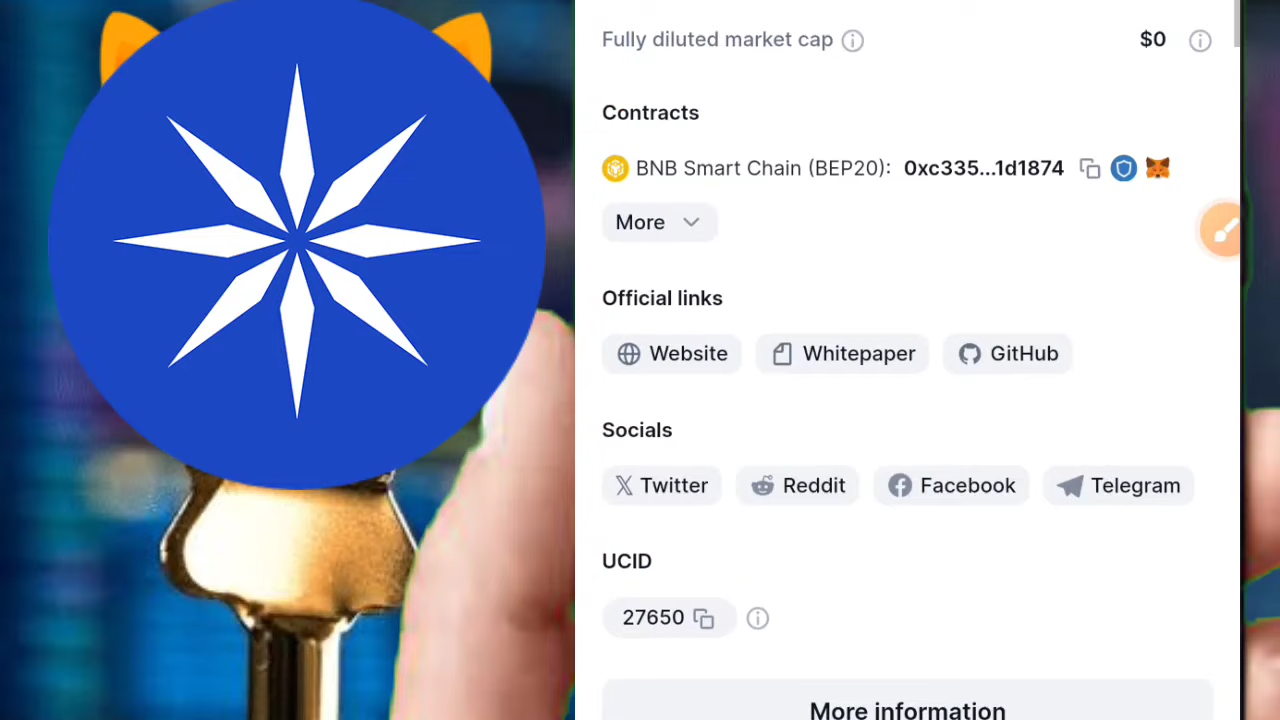 Fully diluted market cap $0
Contracts
BNB Smart Chain (BEP20): 0xc335...1d1874
More
Official links
Website Whitepaper GitHub
Socials
Twitter Reddit Facebook Telegram
UCID
27650
More information